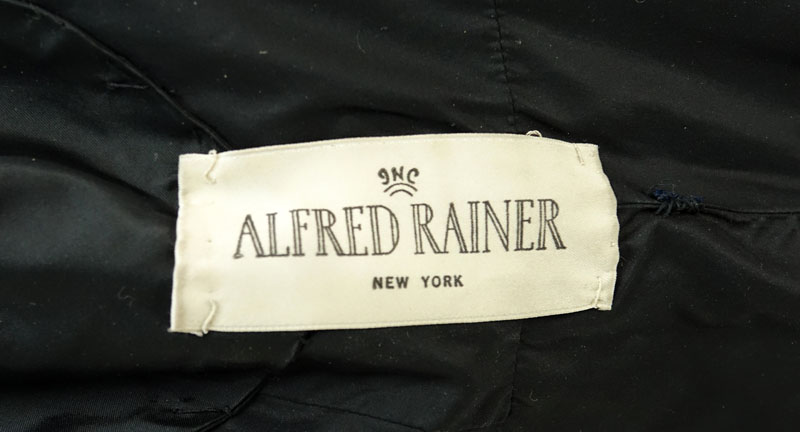 INC
ALFRED RAINER
NEW YORK